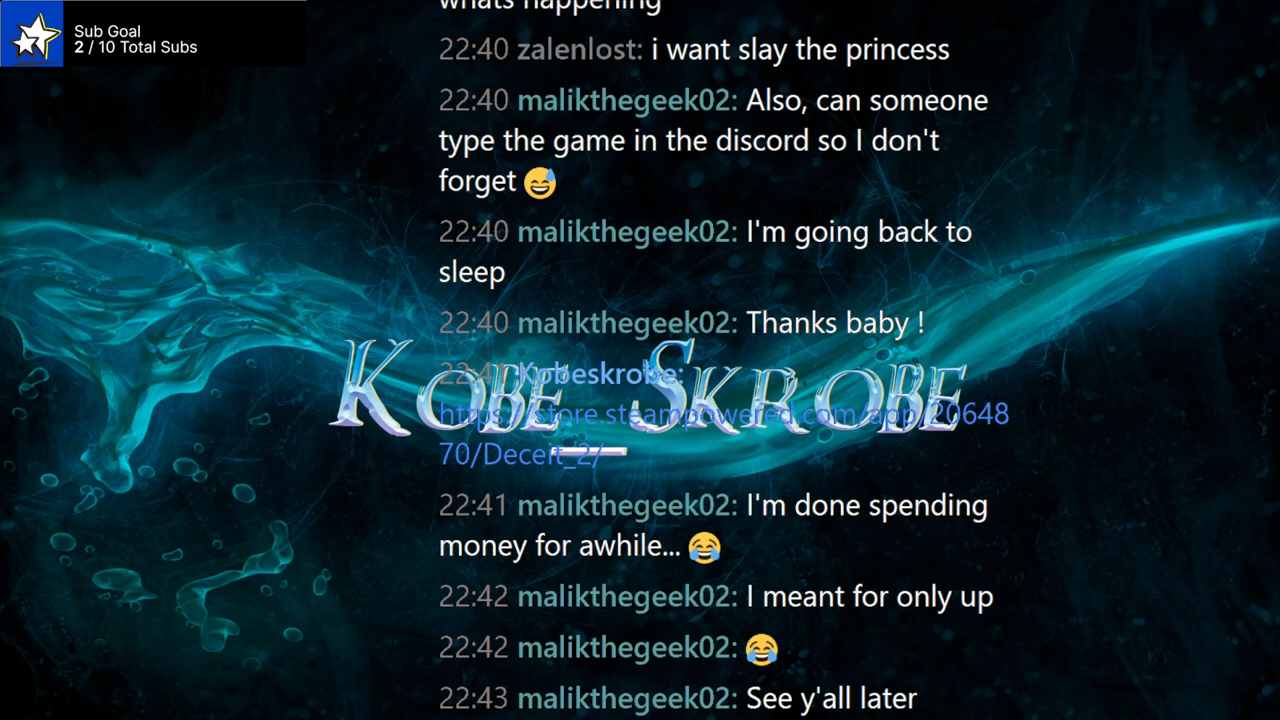 whats happening
Sub Goal
2 / 10 Total Subs
22:40 zalenlost: i want slay the princess
22:40 malikthegeek02: Also, can someone
type the game in the discord so I don't
forget 😅
22:40 malikthegeek02: I'm going back to
sleep
22:40 malikthegeek02: Thanks baby !
22:41 Kobeskrobe:
https://store.steampowered.com/app/20648
70/Deceit_2/
KOBE_SKROBE
22:41 malikthegeek02: I'm done spending
money for awhile... 😂
22:42 malikthegeek02: I meant for only up
22:42 malikthegeek02: 😂
22:43 malikthegeek02: See y'all later